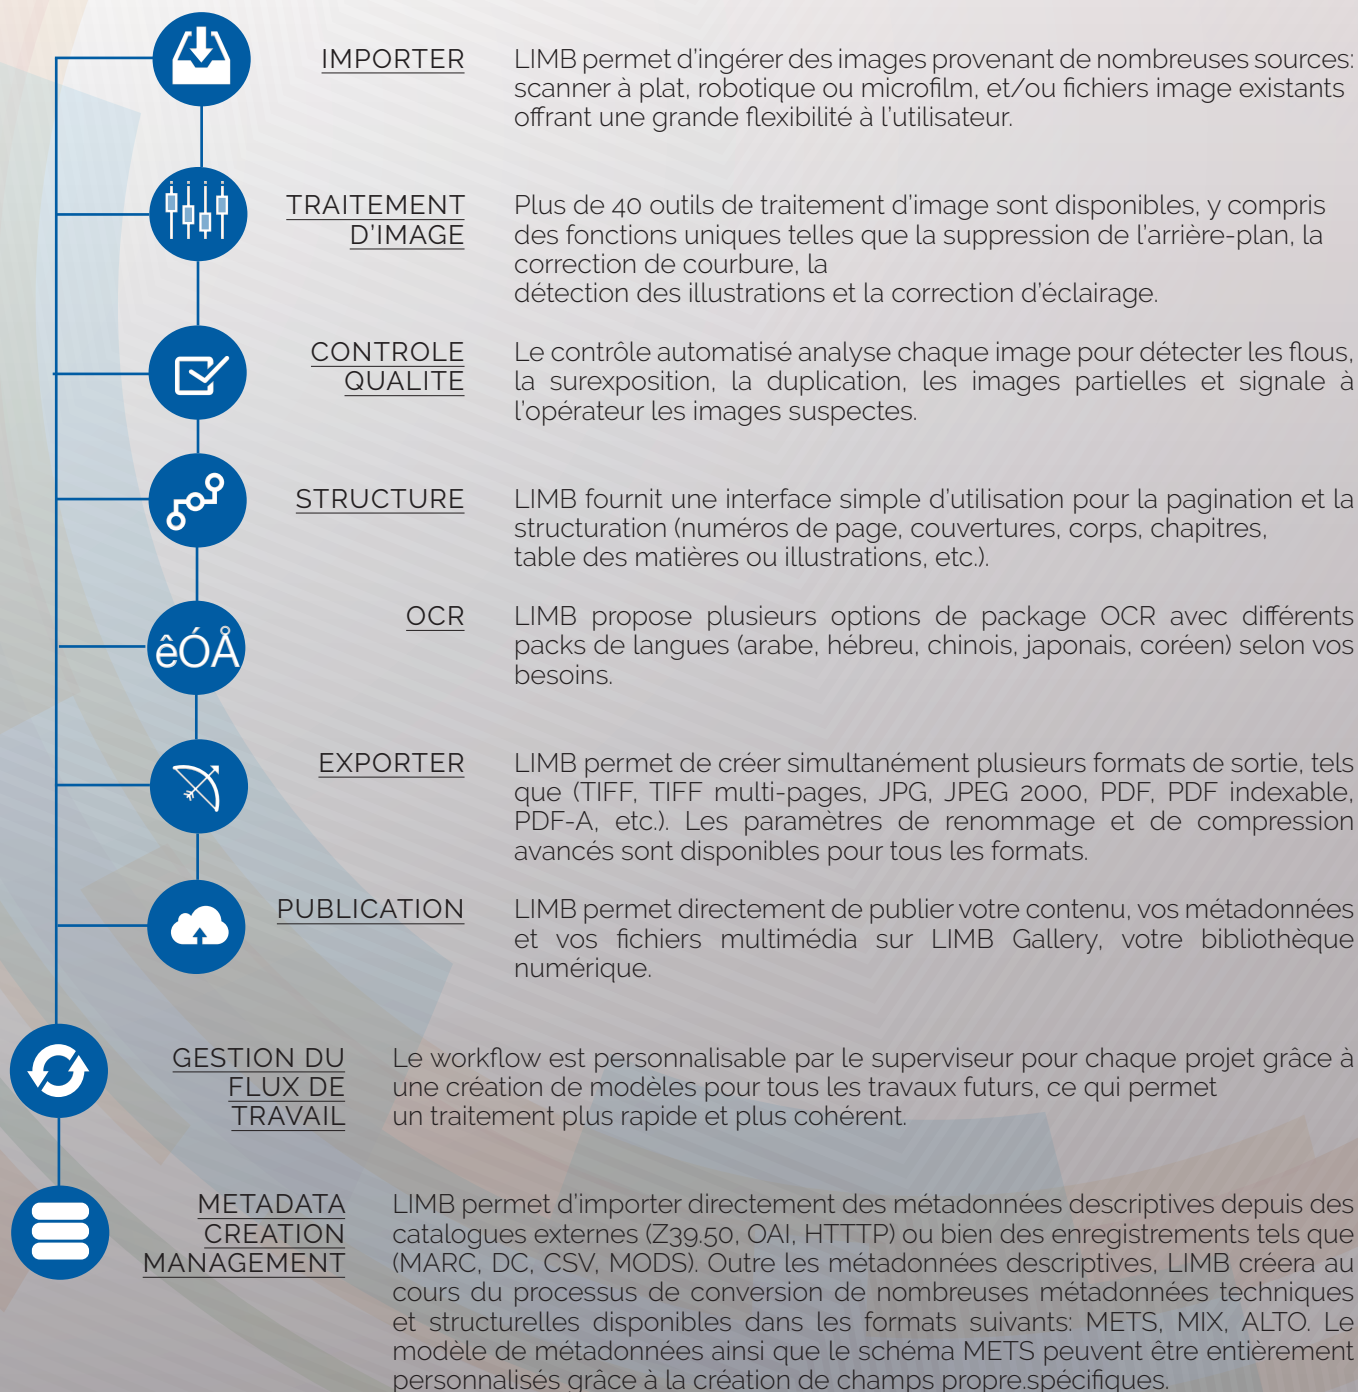 IMPORTER
LIMB permet d'ingérer des images provenant de nombreuses sources:
scanner à plat, robotique ou microfilm, et/ou fichiers image existants
offrant une grande flexibilité à l'utilisateur.
TRAITEMENT
D'IMAGE
Plus de 40 outils de traitement d'image sont disponibles, y compris
des fonctions uniques telles que la suppression de l'arrière-plan, la
correction de courbure, la
détection des illustrations et la correction d'éclairage.
CONTROLE
QUALITE
Le contrôle automatisé analyse chaque image pour détecter les flous,
la surexposition, la duplication, les images partielles et signale à
l'opérateur les images suspectes.
STRUCTURE
LIMB fournit une interface simple d'utilisation pour la pagination et la
structuration (numéros de page, couvertures, corps, chapitres,
table des matières ou illustrations, etc.).
êÓÅ
OCR
LIMB propose plusieurs options de package OCR avec différents
packs de langues (arabe, hébreu, chinois, japonais, coréen) selon vos
besoins.
EXPORTER
LIMB permet de créer simultanément plusieurs formats de sortie, tels
que (TIFF, TIFF multi-pages, JPG, JPEG 2000, PDF, PDF indexable,
PDF-A, etc.). Les paramètres de renommage et de compression
avancés sont disponibles pour tous les formats.
PUBLICATION
LIMB permet directement de publier votre contenu, vos métadonnées
et vos fichiers multimédia sur LIMB Gallery, votre bibliothèque
numérique.
GESTION DU
FLUX DE
TRAVAIL
Le workflow est personnalisable par le superviseur pour chaque projet grâce à
une création de modèles pour tous les travaux futurs, ce qui permet
un traitement plus rapide et plus cohérent.
METADATA
CREATION
MANAGEMENT
LIMB permet d'importer directement des métadonnées descriptives depuis des
catalogues externes (Z39.50, OAI, HTTTP) ou bien des enregistrements tels que
(MARC, DC, CSV, MODS). Outre les métadonnées descriptives, LIMB créera au
cours du processus de conversion de nombreuses métadonnées techniques
et structurelles disponibles dans les formats suivants: METS, MIX, ALTO. Le
modèle de métadonnées ainsi que le schéma METS peuvent être entièrement
personnalisés grâce à la création de champs propre.spécifiques.